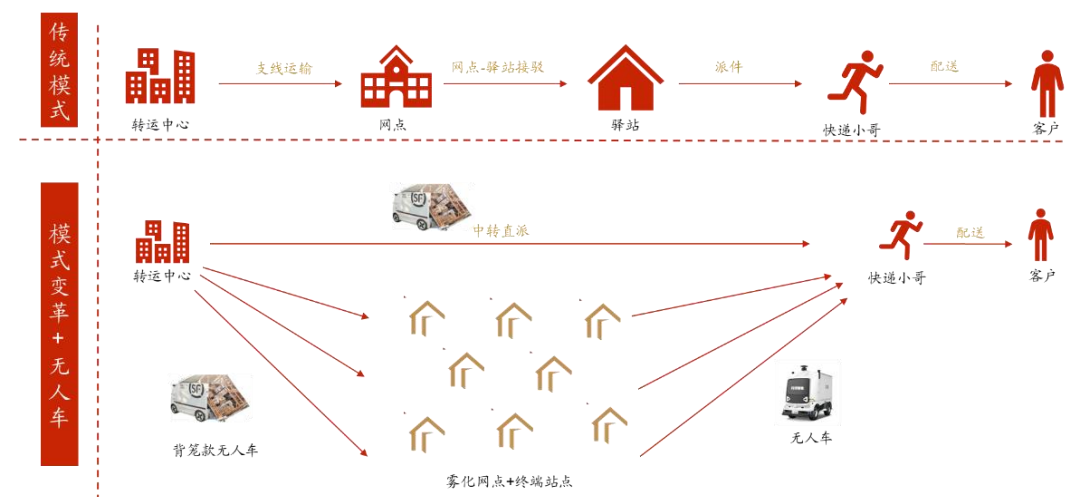 传统模式
支线运输
网点-驿站接驳
派件
配送
转运中心
网点
驿站
快递小哥
客户
模式变革+无人车
SF
中转直派
配送
转运中心
快递小哥
客户
SF
背笼款无人车
无人车
雾化网点+终端站点